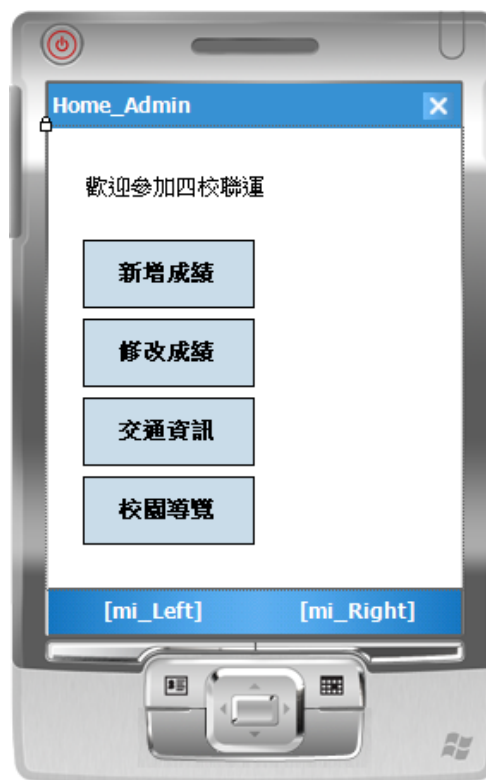 Home_Admin
歡迎參加四校聯運
新增成績
修改成績
交通資訊
校園導覽
[mi_Left] [mi_Right]